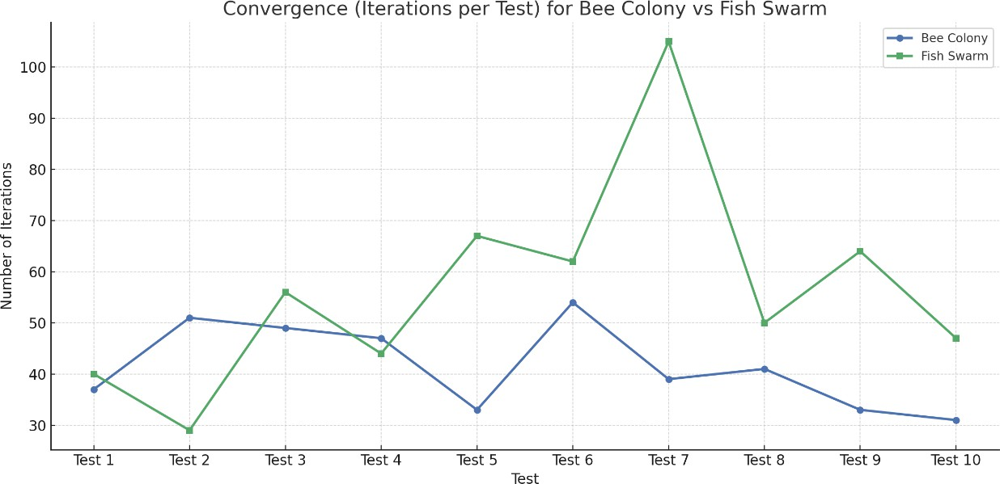 Convergence (Iterations per Test) for Bee Colony vs Fish Swarm
Bee Colony
Fish Swarm
Number of Iterations
100
90
80
70
60
50
40
30
Test 1 Test 2 Test 3 Test 4 Test 5 Test 6 Test 7 Test 8 Test 9 Test 10
Test